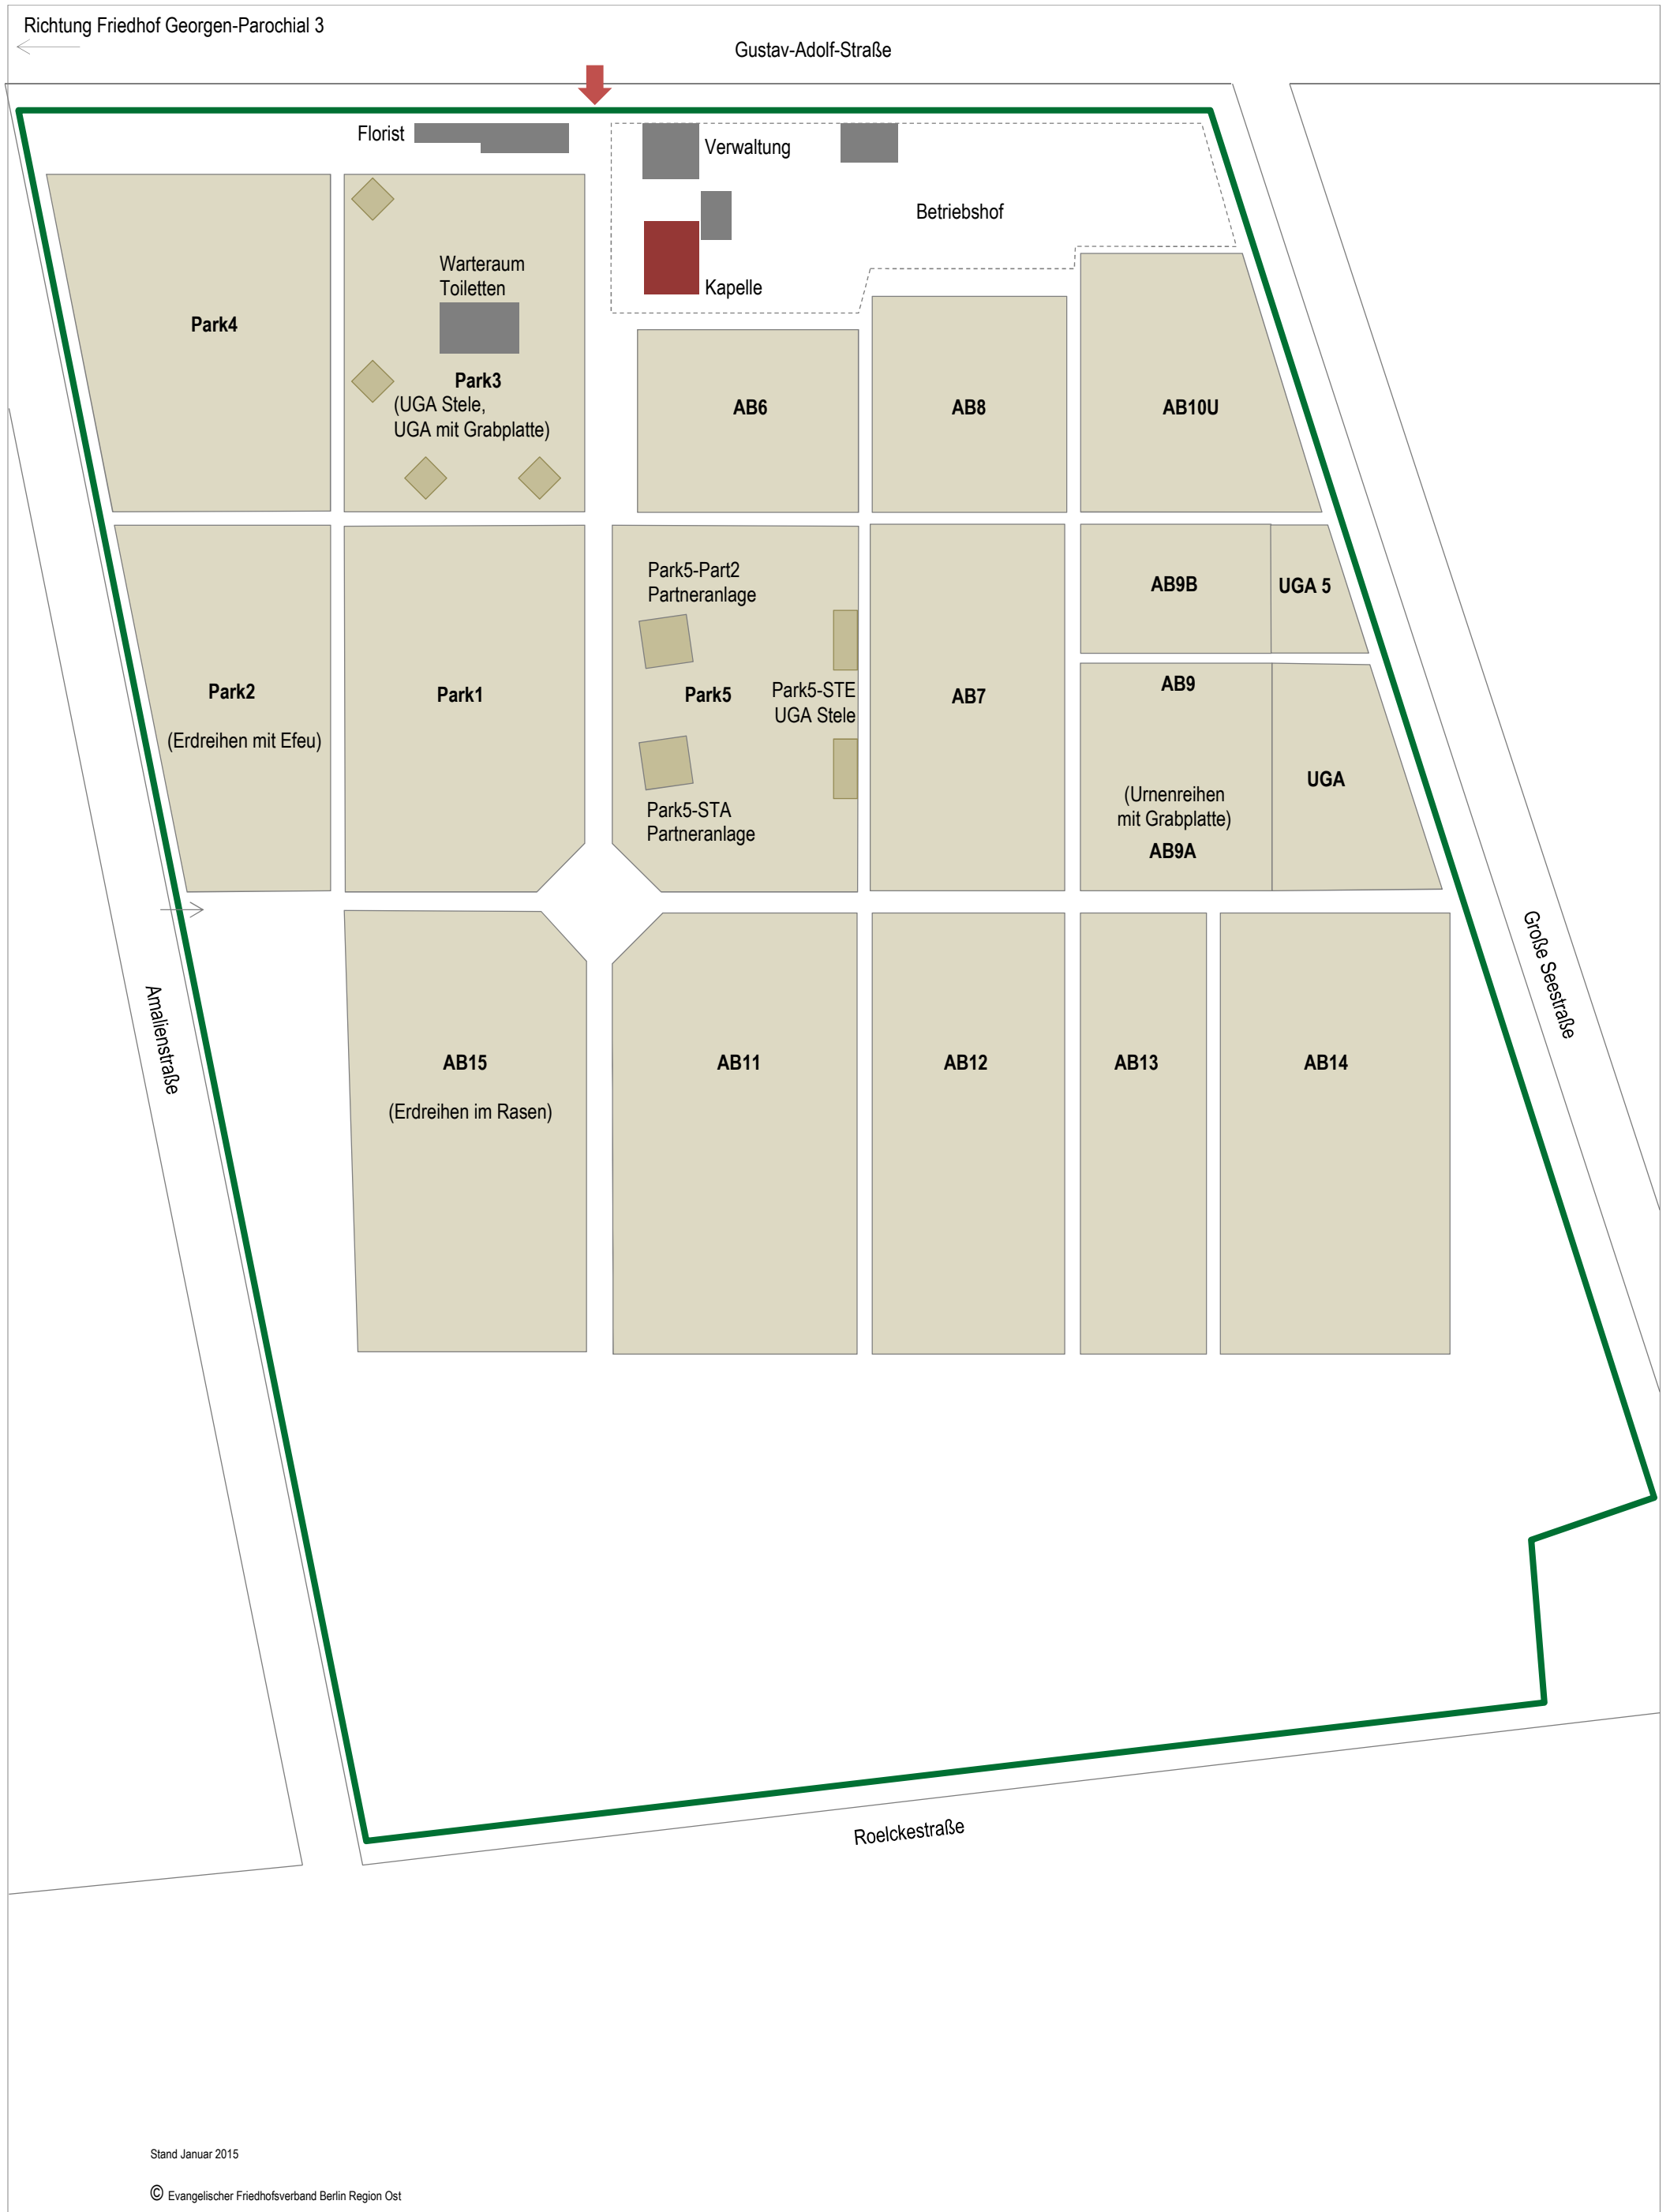 Richtung Friedhof Georgen-Parochial 3
Gustav-Adolf-Straße
Florist
Verwaltung
Betriebshof
Warteraum
Toiletten
Kapelle
Park4
Park3
(UGA Stele,
UGA mit Grabplatte)
AB6
AB8
AB10U
Park5-Part2
Partneranlage
AB9B
UGA 5
Park2
(Erdreihen mit Efeu)
Park1
Park5
Park5-STE
UGA Stele
AB7
AB9
UGA
(Urnenreihen
mit Grabplatte)
AB9A
Park5-STA
Partneranlage
Große Seestraße
Amalienstraße
AB15
(Erdreihen im Rasen)
AB11
AB12
AB13
AB14
Roelckestraße
Stand Januar 2015
© Evangelischer Friedhofsverband Berlin Region Ost